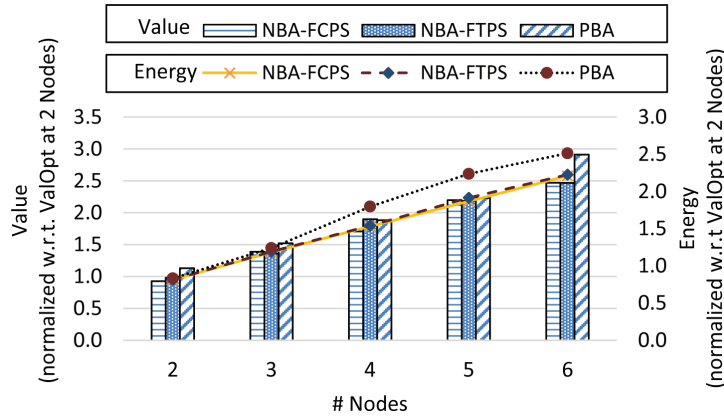 Value NBA-FCPS NBA-FTPS PBA
Energy NBA-FCPS NBA-FTPS PBA
Value
(normalized w.r.t. ValOpt at 2 Nodes)
3.5
3.0
2.5
2.0
1.5
1.0
0.5
0.0
3.0
2.5
2.0
1.5
1.0
0.5
0.0
Energy
(normalized w.r.t. ValOpt at 2 Nodes)
2 3 4 5 6
# Nodes